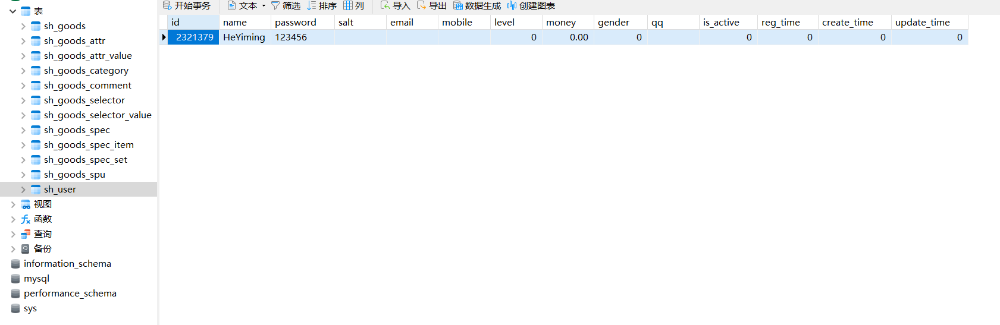 开始事务 文本 筛选 排序 列 导入 导出 数据生成 创建图表
表
sh_goods
sh_goods_attr
sh_goods_attr_value
sh_goods_category
sh_goods_comment
sh_goods_selector
sh_goods_selector_value
sh_goods_spec
sh_goods_spec_item
sh_goods_spec_set
sh_goods_spu
sh_user
视图
函数
查询
备份
information_schema
mysql
performance_schema
sys
id name password salt email mobile level money gender qq is_active reg_time create_time update_time
2321379 HeYiming 123456 0 0.00 0 0 0 0 0